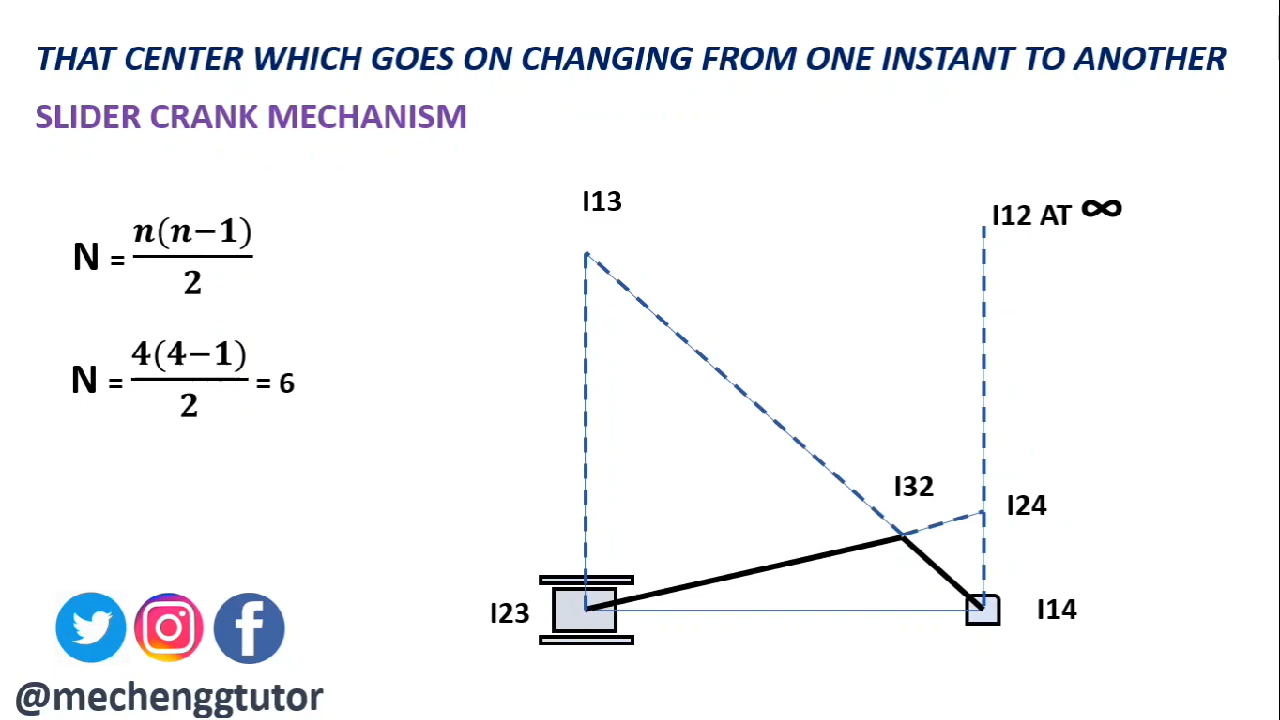 THAT CENTER WHICH GOES ON CHANGING FROM ONE INSTANT TO ANOTHER
SLIDER CRANK MECHANISM
I13
I12 AT ∞
N = n(n−1)/2
N = 4(4−1)/2 = 6
I32
I24
I23
I14
@mechenggtutor